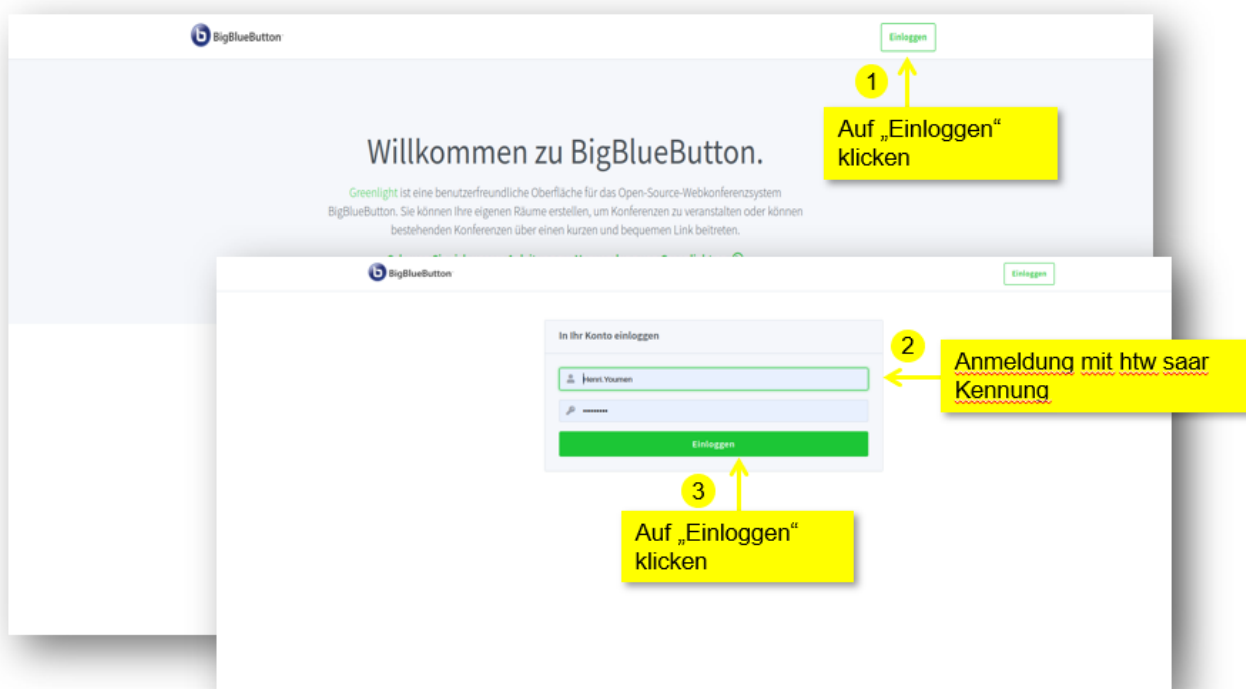 BigBlueButton
Einloggen
1
Auf „Einloggen“
klicken
Willkommen zu BigBlueButton.
Greenlight ist eine benutzerfreundliche Oberfläche für das Open-Source-Webkonferenzsystem
BigBlueButton. Sie können Ihre eigenen Räume erstellen, um Konferenzen zu veranstalten oder können
bestehenden Konferenzen über einen kurzen und bequemen Link beitreten.
BigBlueButton
Einloggen
In Ihr Konto einloggen
2
Anmeldung mit htw saar
Kennung
Henri.Youmen
Einloggen
3
Auf „Einloggen“
klicken